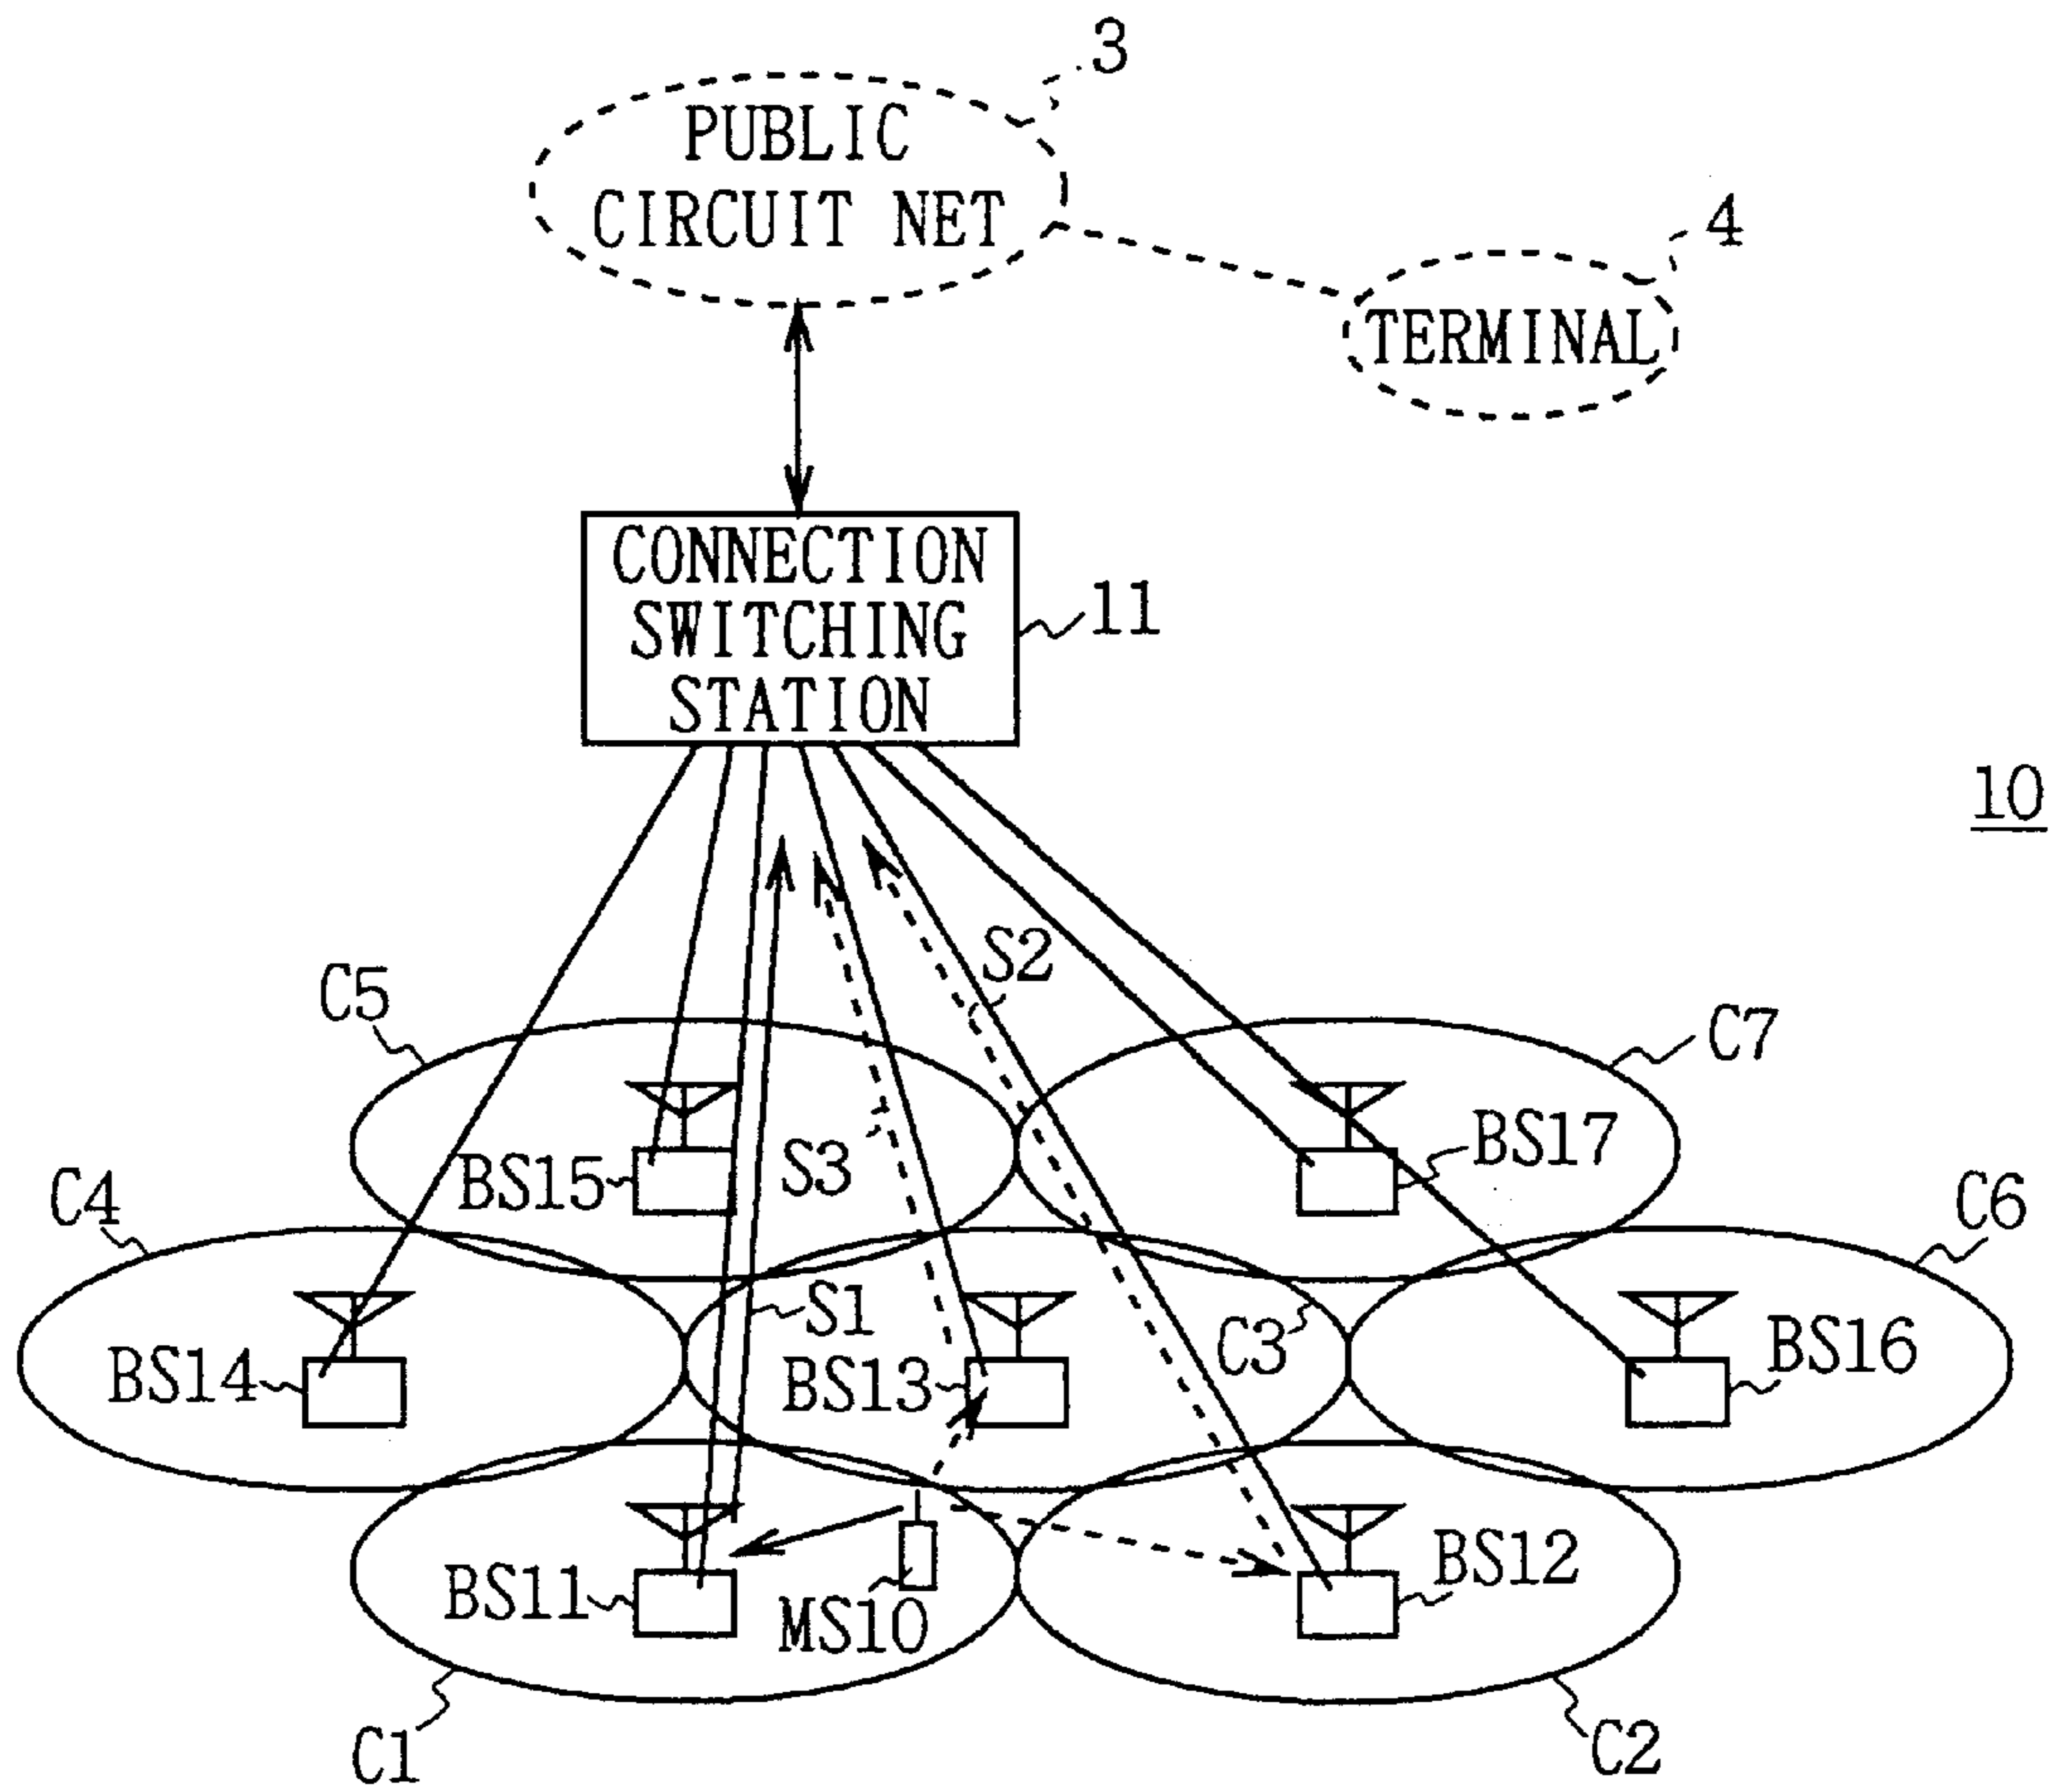 3
PUBLIC
CIRCUIT NET
4
TERMINAL
CONNECTION
SWITCHING
STATION
11
10
S2
C5
C7
BS17
S3
BS15
C4
C6
S1
C3
BS16
BS14
BS13
BS12
BS11
MS10
C1
C2